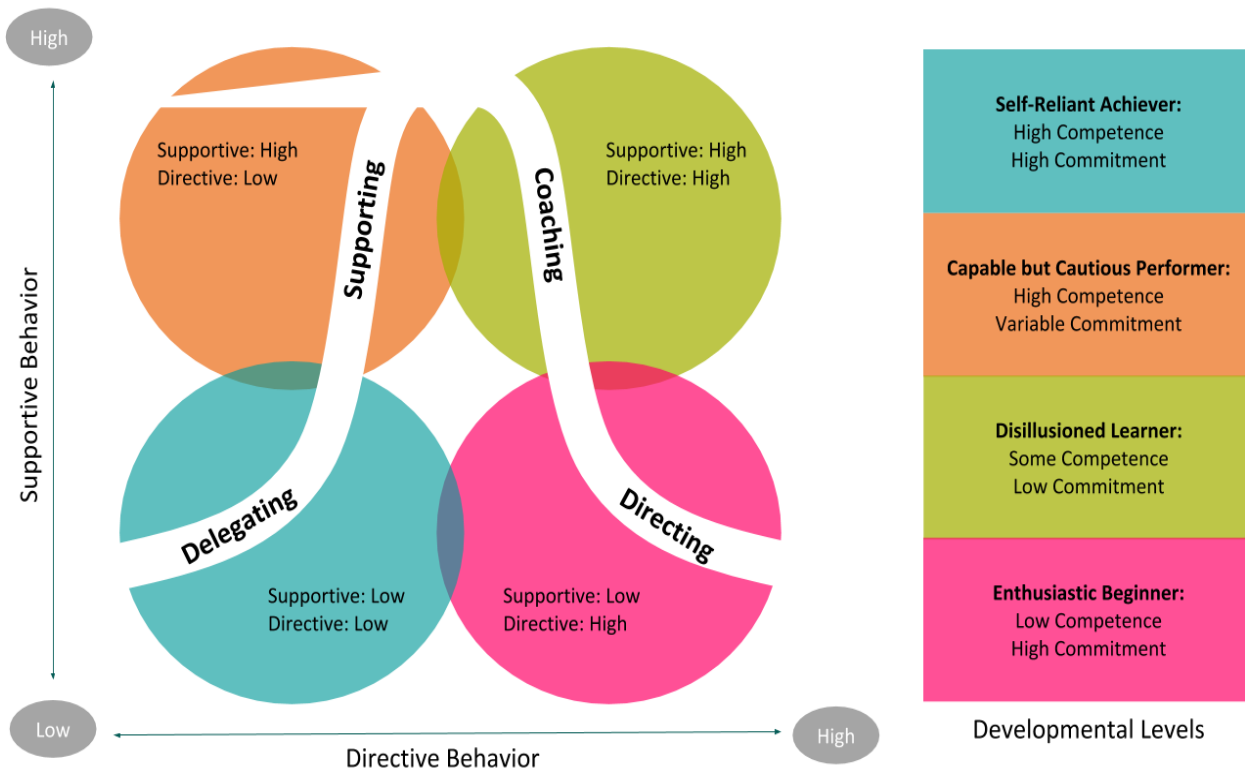 High
Supportive Behavior
Low
Supportive: High
Directive: Low
Supporting
Supportive: High
Directive: High
Coaching
Delegating
Supportive: Low
Directive: Low
Directing
Supportive: Low
Directive: High
Directive Behavior
High
Self-Reliant Achiever:
High Competence
High Commitment
Capable but Cautious Performer:
High Competence
Variable Commitment
Disillusioned Learner:
Some Competence
Low Commitment
Enthusiastic Beginner:
Low Competence
High Commitment
Developmental Levels